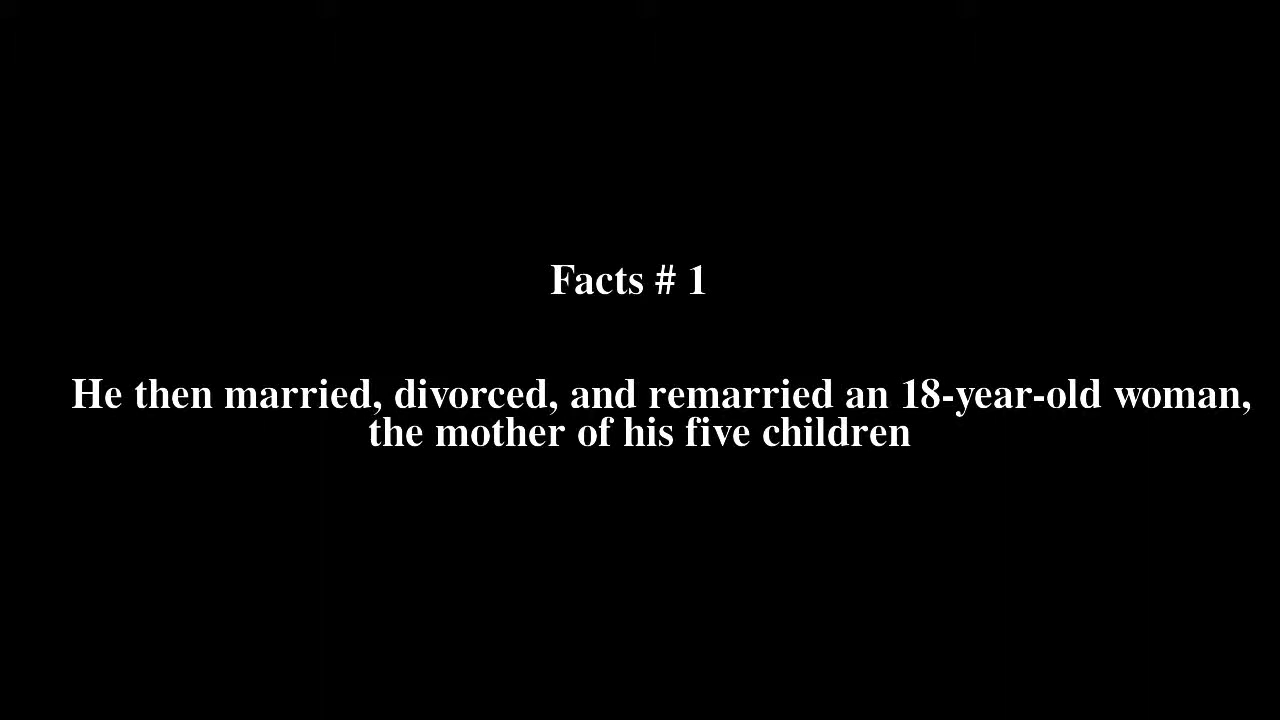 Facts # 1
He then married, divorced, and remarried an 18-year-old woman,
the mother of his five children